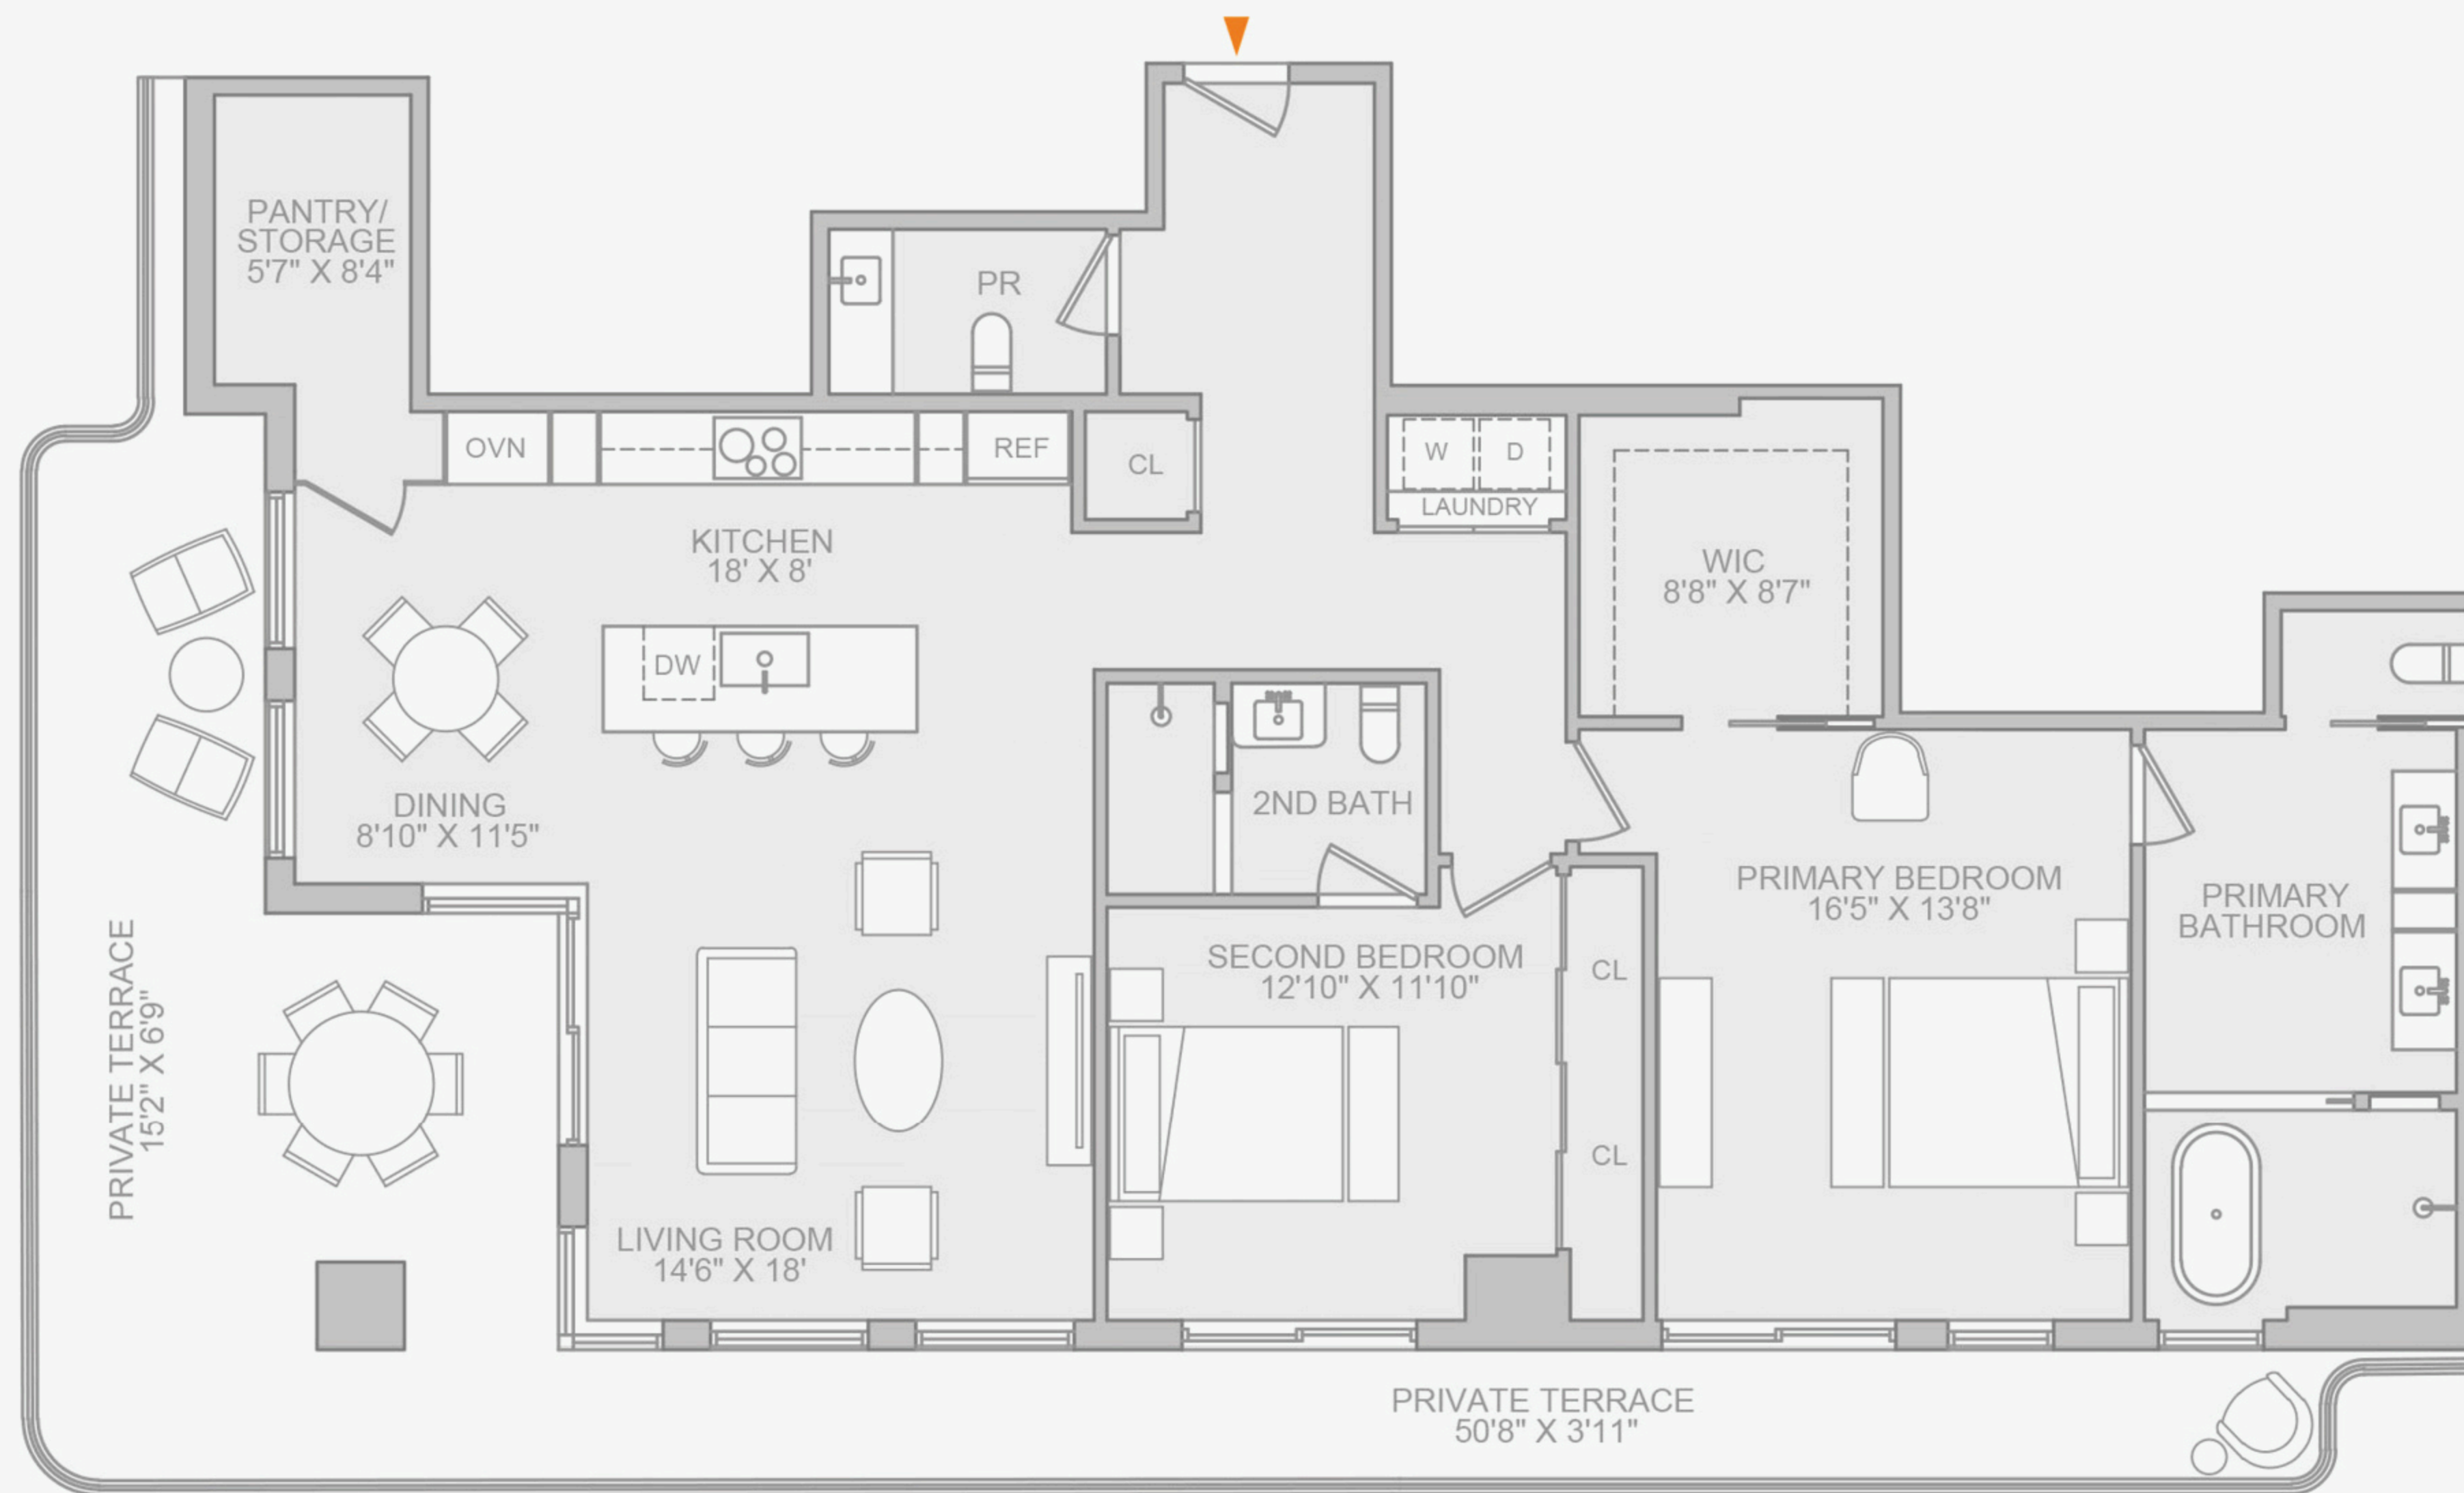 PANTRY/
STORAGE
5'7" X 8'4"
PR
OVN
REF
CL
W
D
LAUNDRY
KITCHEN
18' X 8'
WIC
8'8" X 8'7"
DW
DINING
8'10" X 11'5"
2ND BATH
PRIMARY BEDROOM
16'5" X 13'8"
PRIMARY
BATHROOM
SECOND BEDROOM
12'10" X 11'10"
CL
CL
PRIVATE TERRACE
15'2" X 6'9"
LIVING ROOM
14'6" X 18'
PRIVATE TERRACE
50'8" X 3'11"